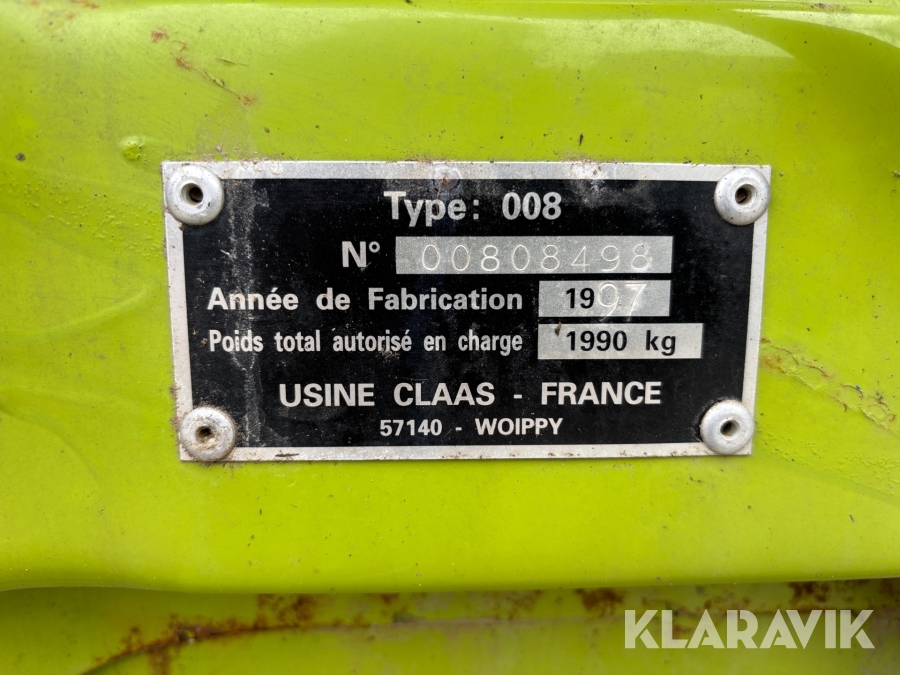 Type: 008
N° 00808498
Année de Fabrication 1997
Poids total autorisé en charge 1990 kg
USINE CLAAS - FRANCE
57140 - WOIPPY
KLARAVIK